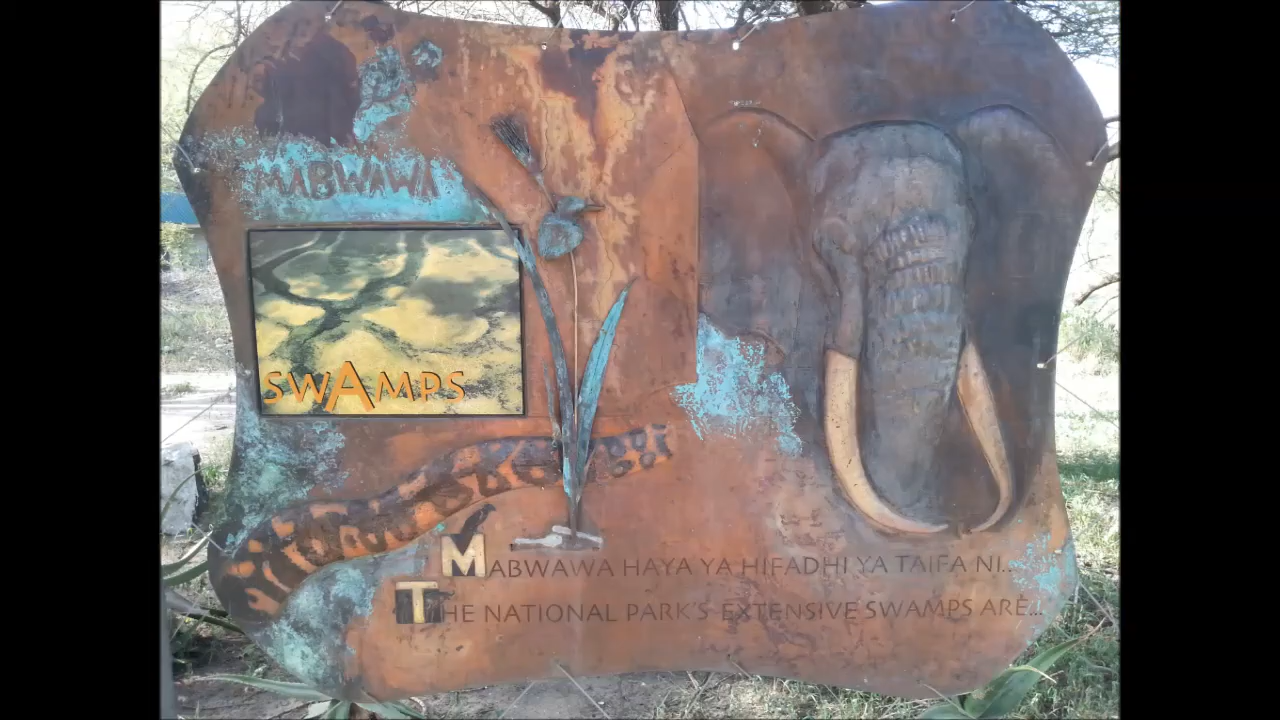 MABWAWA
SWAMPS
MABWAWA HAYA YA HIFADHI YA TAIFA NI...
THE NATIONAL PARK'S EXTENSIVE SWAMPS ARE...